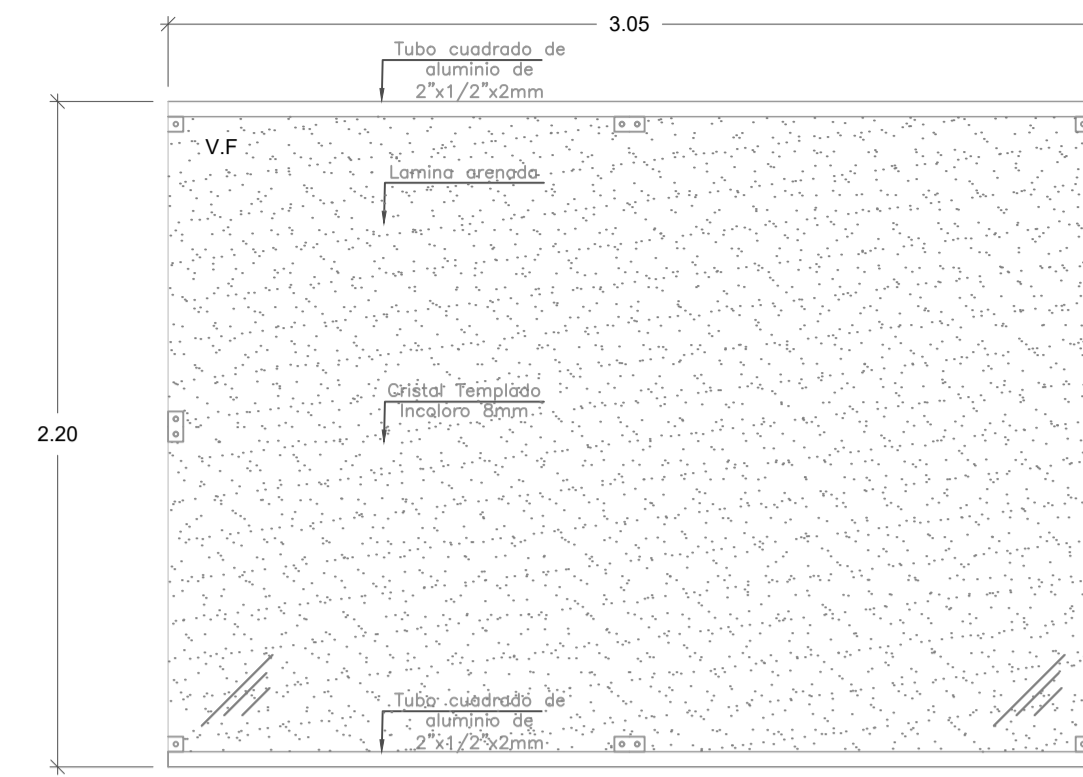 3.05
Tubo cuadrado de
aluminio de
2"x1/2"x2mm
V.F
Lamina arenada
Cristal Templado
Incoloro 8mm
2.20
Tubo cuadrado de
aluminio de
2"x1/2"x2mm